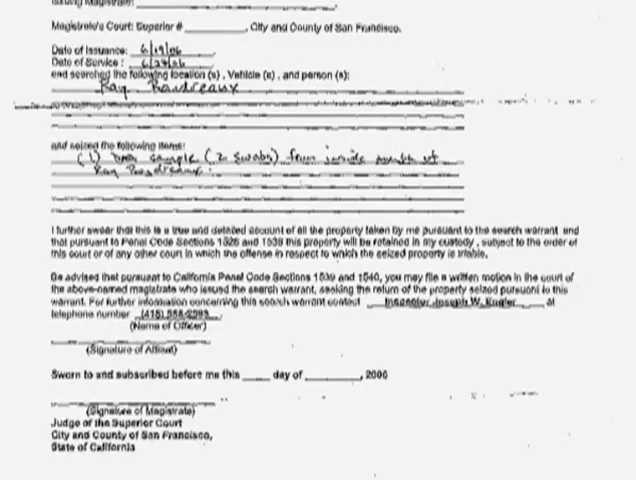 Issuing Magistrate:
Magistrate's Court: Superior # , City and County of San Francisco.
Date of Issuance: 6/19/06
Date of Service: 6/29/06
and searched the following location (s), Vehicle (s), and person (s):
Ray Boudreaux
and seized the following items:
(1) DNA sample (2 swabs) from inside mouth of
Ray Boudreaux.
I further swear that this is a true and detailed account of all the property taken by me pursuant to the search warrant and
that pursuant to Penal Code Sections 1528 and 1536 this property will be retained in my custody, subject to the order of
this court or of any other court in which the offense in respect to which the seized property is triable.
Be advised that pursuant to California Penal Code Sections 1539 and 1540, you may file a written motion in the court of
the above-named magistrate who issued the search warrant, seeking the return of the property seized pursuant to this
warrant. For further information concerning this search warrant contact Inspector Joseph W. Engler at
telephone number (415)
(Name of Officer)
(Signature of Affiant)
Sworn to and subscribed before me this day of , 2006
(Signature of Magistrate)
Judge of the Superior Court
City and County of San Francisco,
State of California